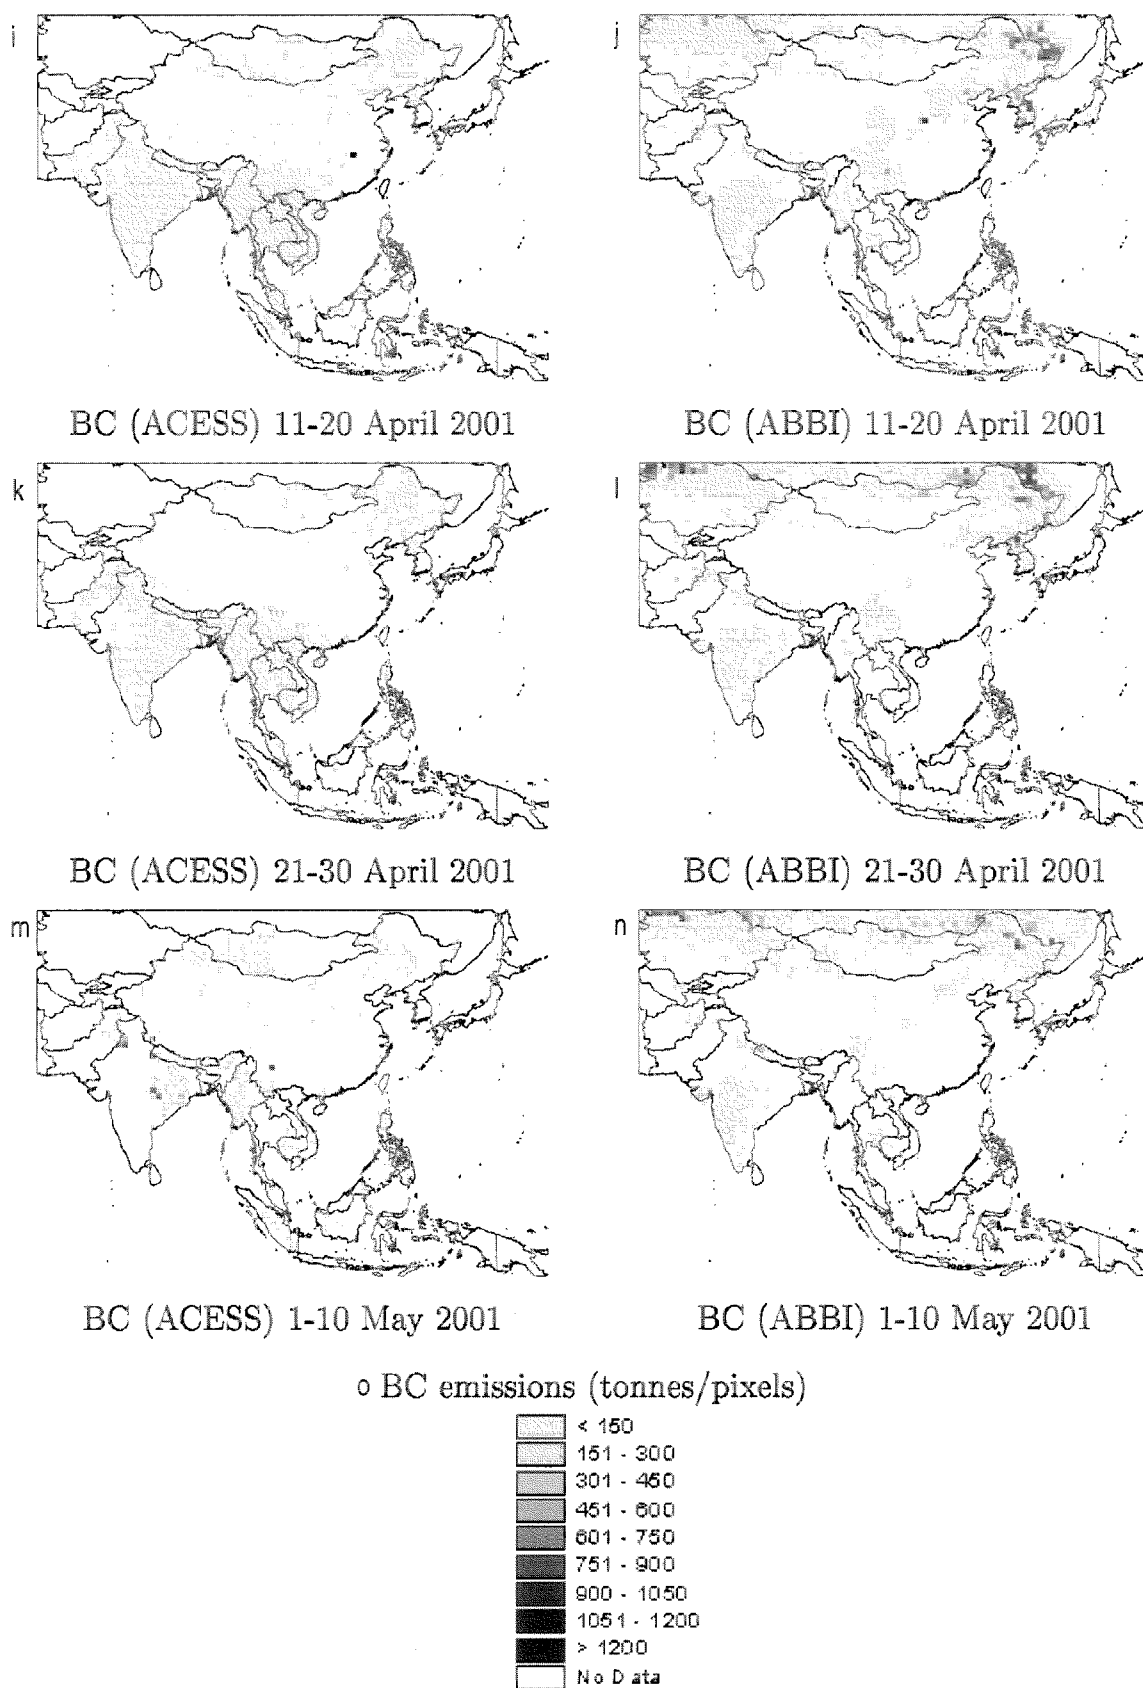 i
j
BC (ACESS) 11-20 April 2001
BC (ABBI) 11-20 April 2001
k
l
BC (ACESS) 21-30 April 2001
BC (ABBI) 21-30 April 2001
m
n
BC (ACESS) 1-10 May 2001
BC (ABBI) 1-10 May 2001
o BC emissions (tonnes/pixels)
< 150
151 - 300
301 - 450
451 - 600
601 - 750
751 - 900
900 - 1050
1051 - 1200
> 1200
No Data